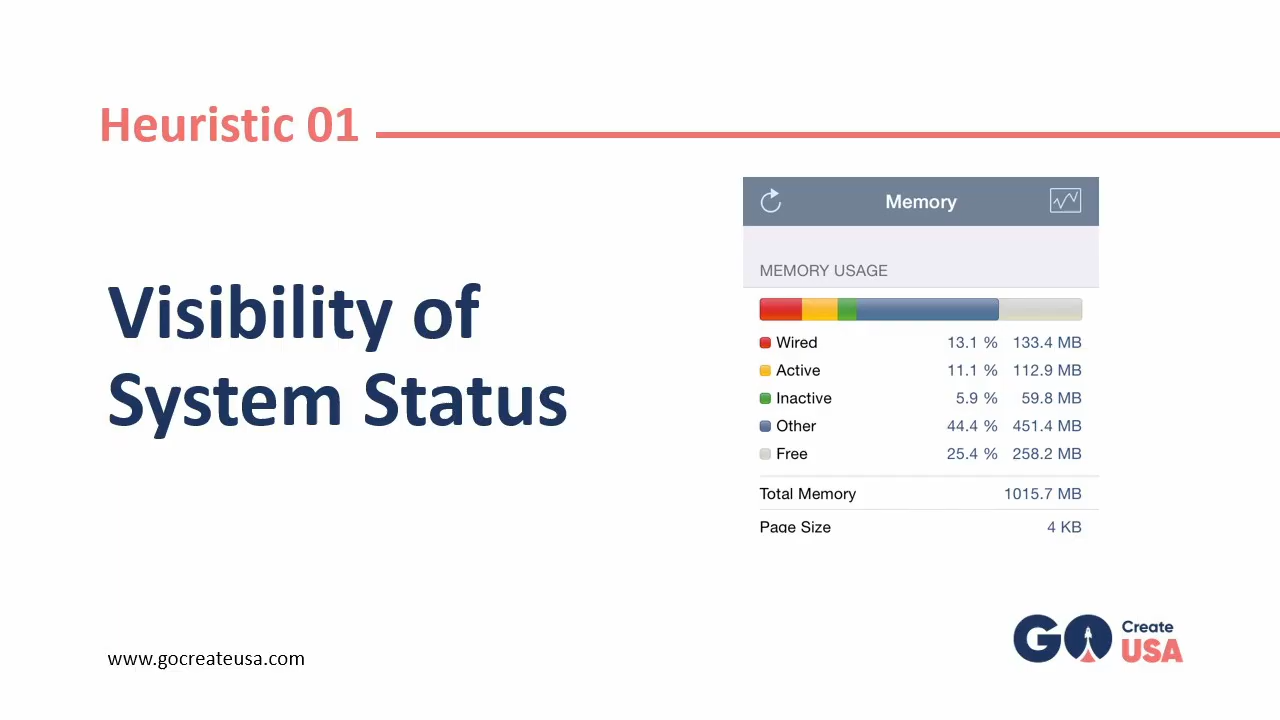 Heuristic 01
Visibility of
System Status
Memory
MEMORY USAGE
Wired 13.1 % 133.4 MB
Active 11.1 % 112.9 MB
Inactive 5.9 % 59.8 MB
Other 44.4 % 451.4 MB
Free 25.4 % 258.2 MB
Total Memory 1015.7 MB
Page Size 4 KB
www.gocreateusa.com
GO Create
USA